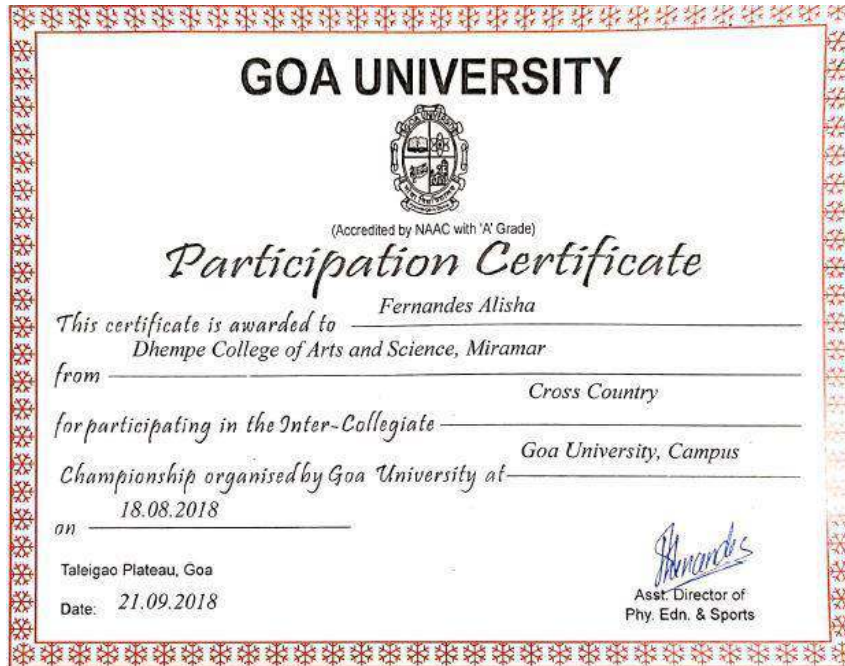 GOA UNIVERSITY
GOA UNIVERSITY
(Accredited by NAAC with 'A' Grade)
Participation Certificate
This certificate is awarded to Fernandes Alisha
from Dhempe College of Arts and Science, Miramar
for participating in the Inter-Collegiate Cross Country
Championship organised by Goa University at Goa University, Campus
on 18.08.2018
Taleigao Plateau, Goa
Date: 21.09.2018
Asst. Director of
Phy. Edn. & Sports